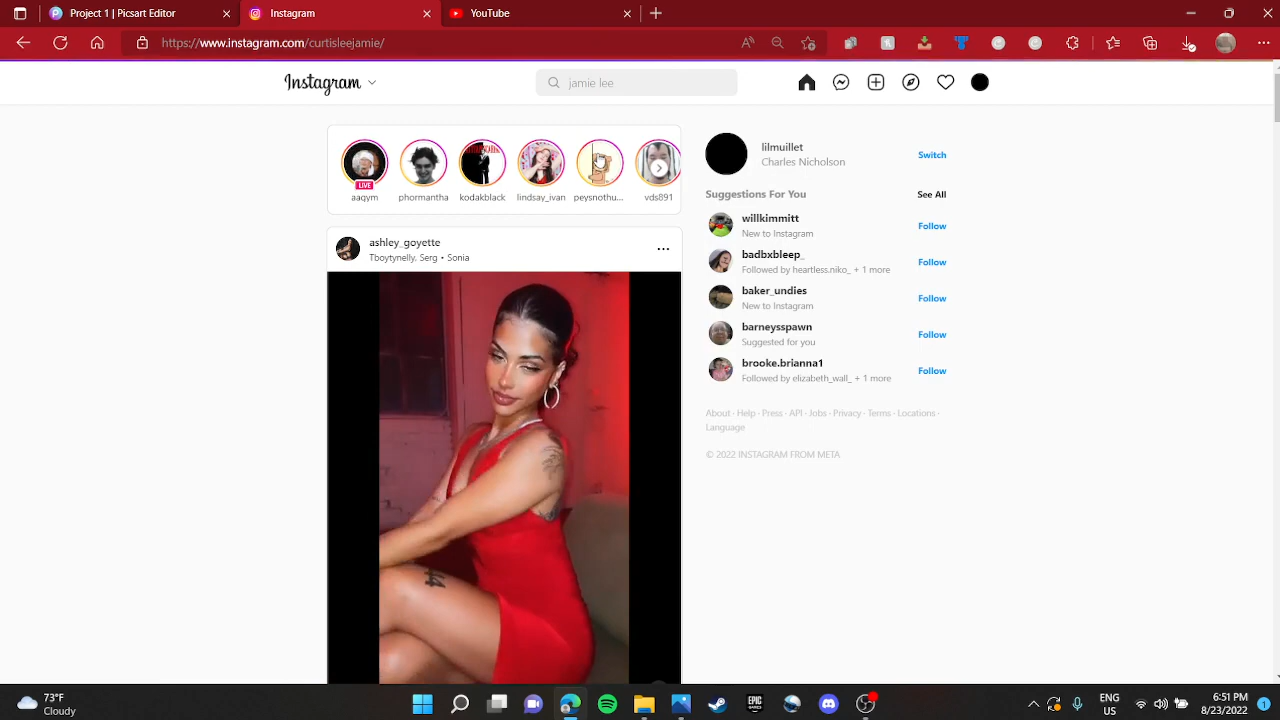 Project 1
Instagram
YouTube
https://www.instagram.com/curtisleejamie/
Instagram
jamie lee
LIVE
aaqym
phormantha
kodakblack
lindsay_ivan
peysnothu...
vds891
lilmuillet
Charles Nicholson
Switch
Suggestions For You
See All
willkimmitt
New to Instagram
Follow
badbxbleep_
Followed by heartless.niko_ + 1 more
Follow
baker_undies
New to Instagram
Follow
barneysspawn
Suggested for you
Follow
brooke.brianna1
Followed by elizabeth_wall_ + 1 more
Follow
About · Help · Press · API · Jobs · Privacy · Terms · Locations ·
Language
© 2022 INSTAGRAM FROM META
ashley_goyette
Tboytynelly, Serg • Sonia
44
73°F
Cloudy
EPIC
GAMES
ENG
US
6:51 PM
8/23/2022
1